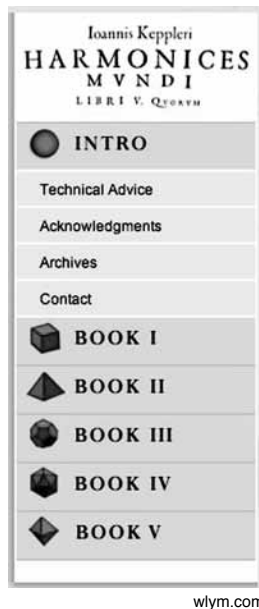 Ioannis Keppleri
HARMONICES
MVNDI
LIBRI V. QVORVM
INTRO
Technical Advice
Acknowledgments
Archives
Contact
BOOK I
BOOK II
BOOK III
BOOK IV
BOOK V
wlym.com